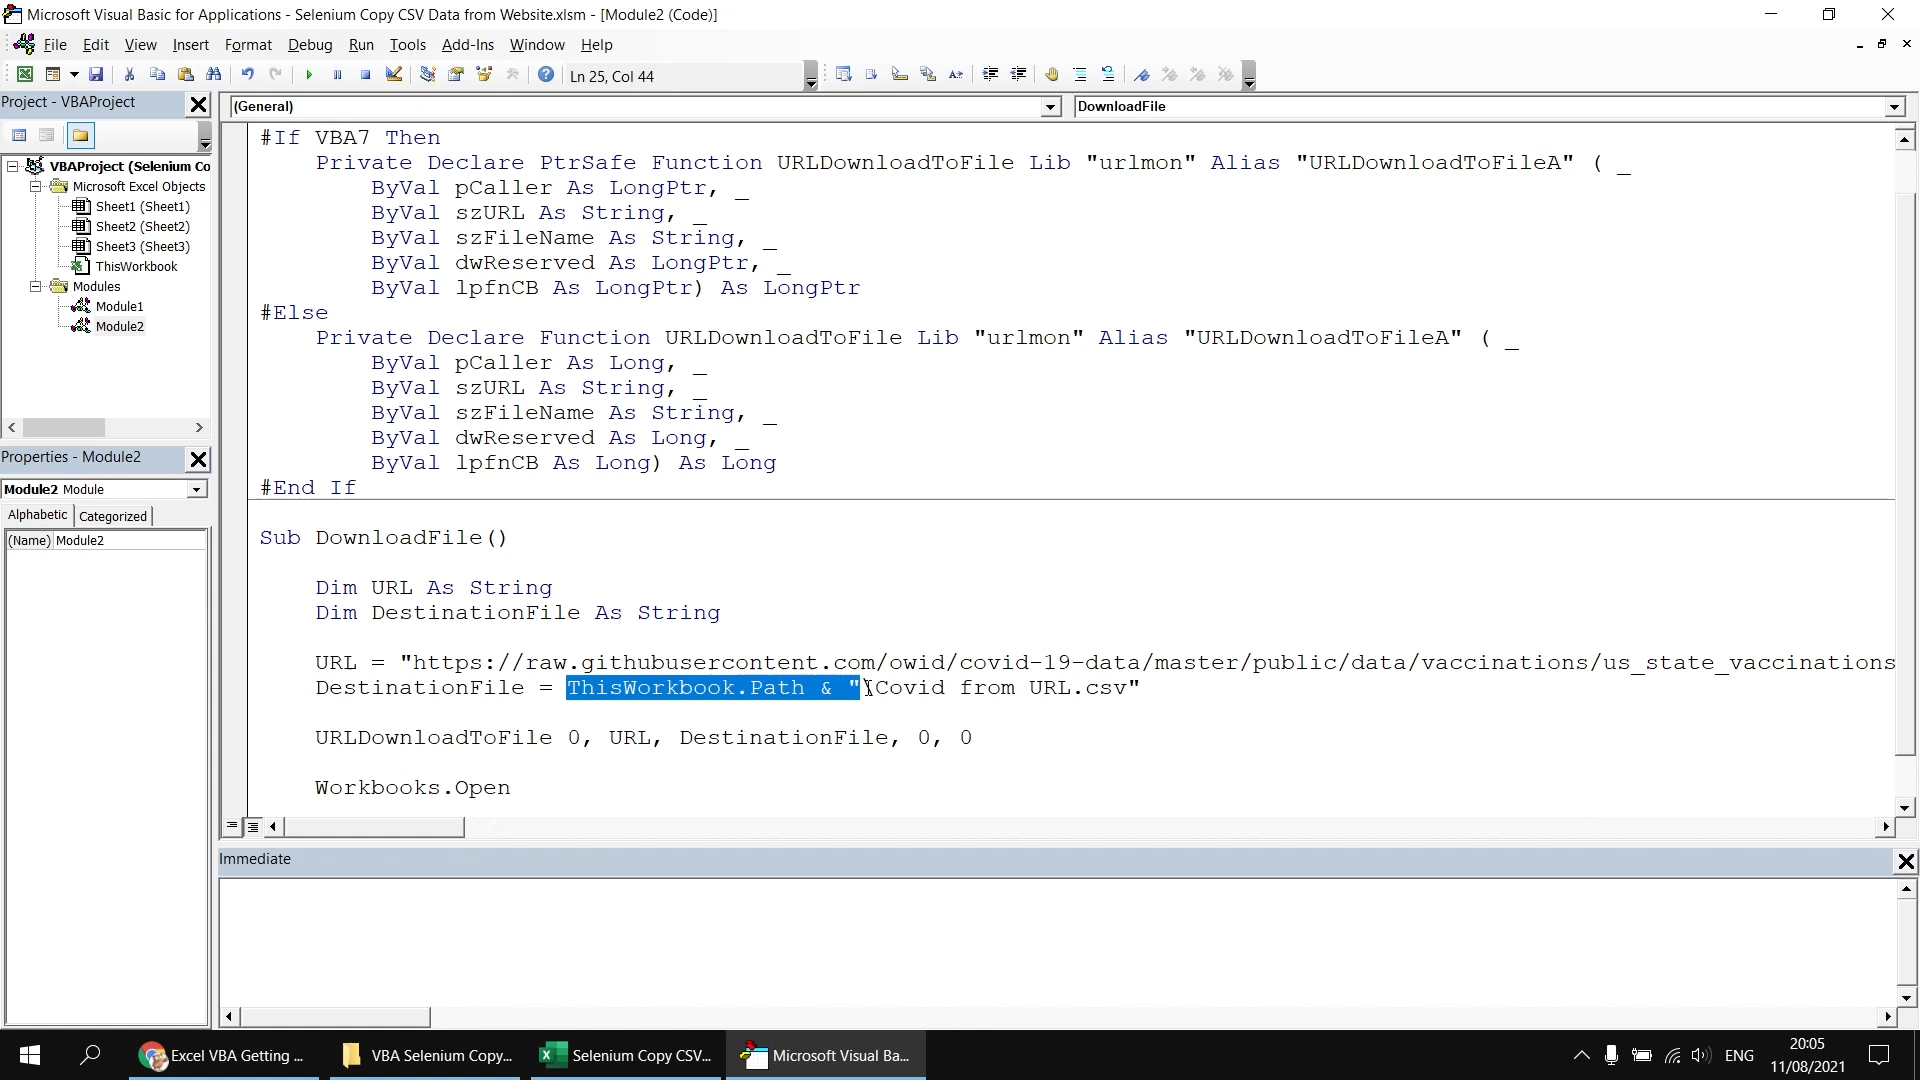 Microsoft Visual Basic for Applications - Selenium Copy CSV Data from Website.xlsm - [Module2 (Code)]
File Edit View Insert Format Debug Run Tools Add-Ins Window Help
Ln 25, Col 44
Project - VBAProject
(General)
DownloadFile
VBAProject (Selenium Co
Microsoft Excel Objects
Sheet1 (Sheet1)
Sheet2 (Sheet2)
Sheet3 (Sheet3)
ThisWorkbook
Modules
Module1
Module2
Properties - Module2
Module2 Module
Alphabetic Categorized
(Name) Module2
#If VBA7 Then
Private Declare PtrSafe Function URLDownloadToFile Lib "urlmon" Alias "URLDownloadToFileA" ( _
ByVal pCaller As LongPtr, _
ByVal szURL As String, _
ByVal szFileName As String, _
ByVal dwReserved As LongPtr, _
ByVal lpfnCB As LongPtr) As LongPtr
#Else
Private Declare Function URLDownloadToFile Lib "urlmon" Alias "URLDownloadToFileA" ( _
ByVal pCaller As Long, _
ByVal szURL As String, _
ByVal szFileName As String, _
ByVal dwReserved As Long, _
ByVal lpfnCB As Long) As Long
#End If
Sub DownloadFile()
Dim URL As String
Dim DestinationFile As String
URL = "https://raw.githubusercontent.com/owid/covid-19-data/master/public/data/vaccinations/us_state_vaccinations
DestinationFile = ThisWorkbook.Path & "\Covid from URL.csv"
URLDownloadToFile 0, URL, DestinationFile, 0, 0
Workbooks.Open
Immediate
Excel VBA Getting ...
VBA Selenium Copy...
Selenium Copy CSV...
Microsoft Visual Ba...
ENG
20:05
11/08/2021